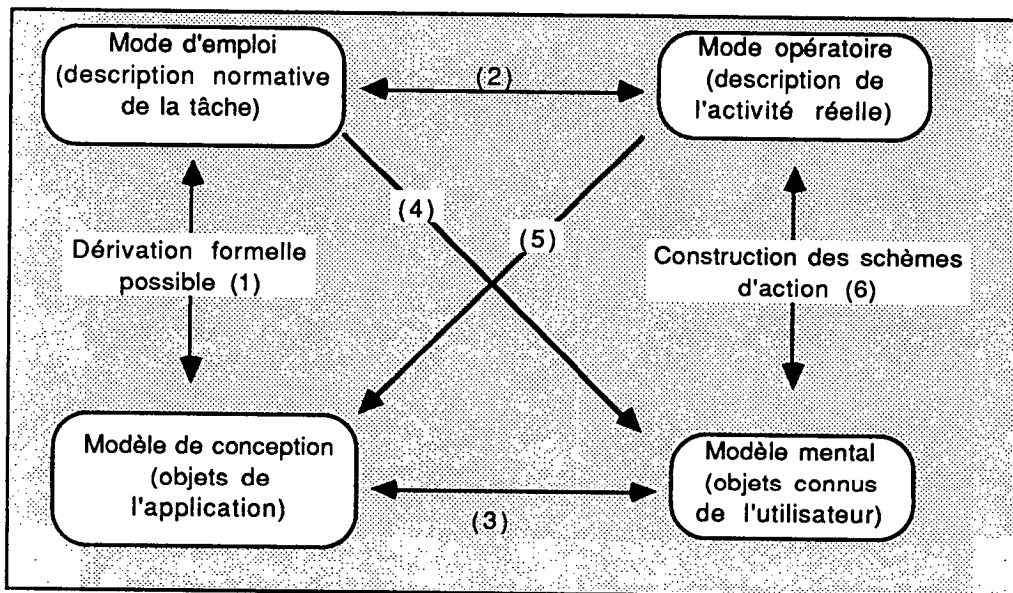 Mode d'emploi
(description normative
de la tâche)
(2)
Mode opératoire
(description de
l'activité réelle)
(4)
(5)
Dérivation formelle
possible (1)
Construction des schèmes
d'action (6)
Modèle de conception
(objets de
l'application)
(3)
Modèle mental
(objets connus
de l'utilisateur)